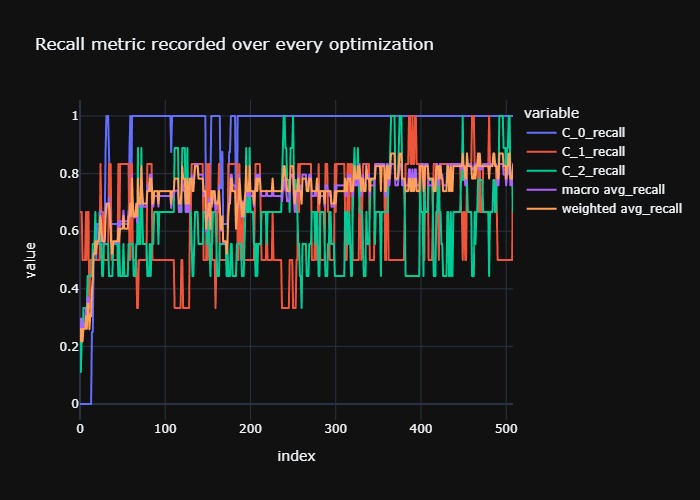 Recall metric recorded over every optimization
variable
C_0_recall
C_1_recall
C_2_recall
macro avg_recall
weighted avg_recall
value
1
0.8
0.6
0.4
0.2
0
0 100 200 300 400 500
index